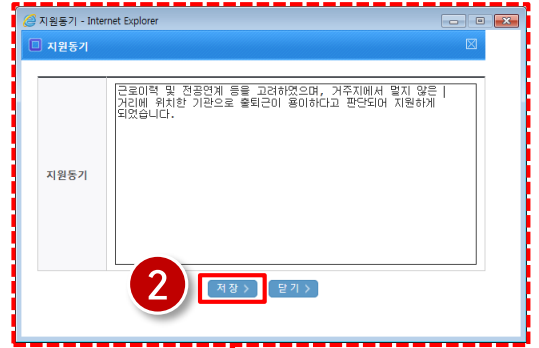 지원동기 - Internet Explorer
지원동기
지원동기
근로이력 및 전공연계 등을 고려하였으며, 거주지에서 멀지 않은
거리에 위치한 기관으로 출퇴근이 용이하다고 판단되어 지원하게
되었습니다.
2
저장 >
닫기 >